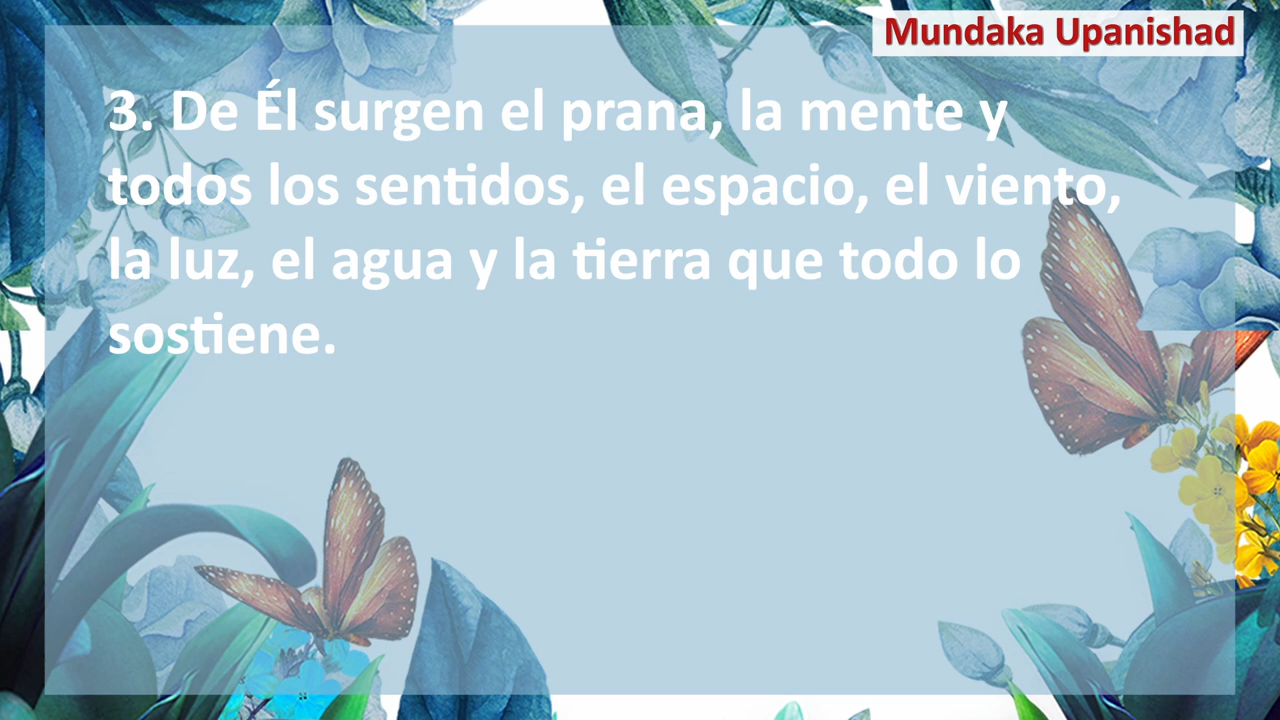 Mundaka Upanishad
3. De Él surgen el prana, la mente y
todos los sentidos, el espacio, el viento,
la luz, el agua y la tierra que todo lo
sostiene.